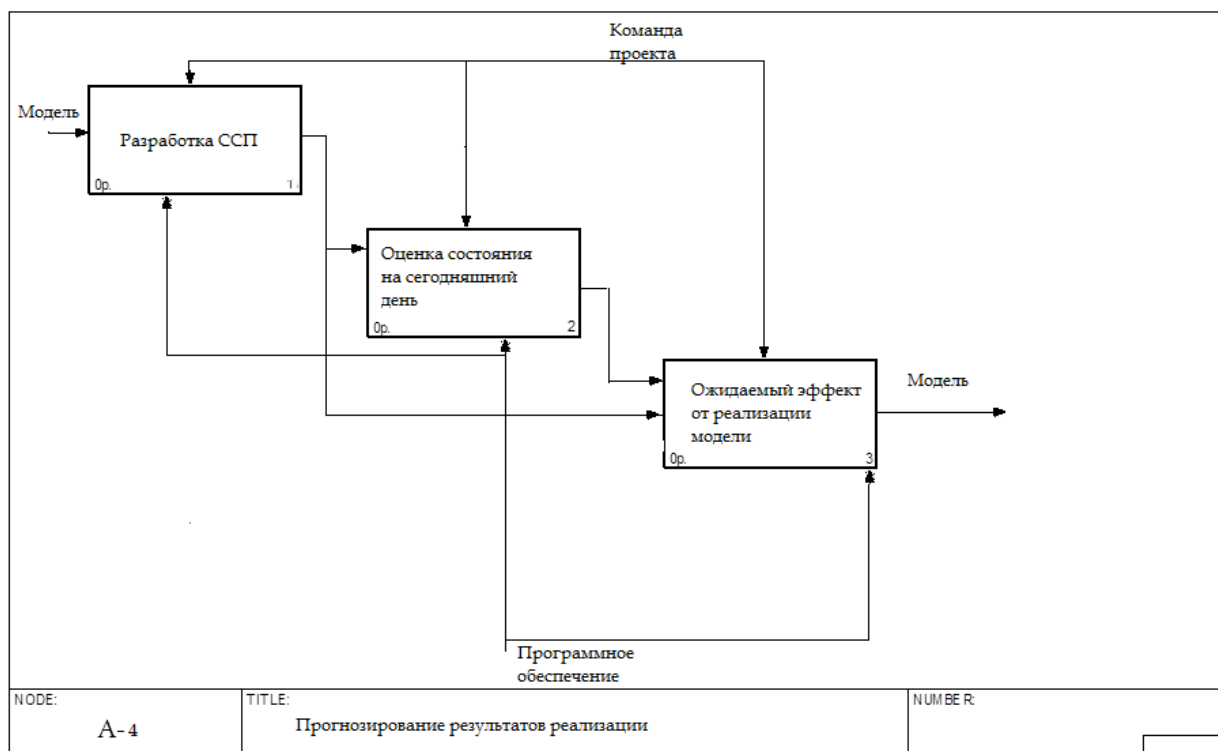 Команда
проекта
Модель
Разработка ССП
0р.
1
Оценка состояния
на сегодняшний
день
0р.
2
Ожидаемый эффект
от реализации
модели
0р.
3
Модель
Программное
обеспечение
NODE:
А-4
TITLE:
Прогнозирование результатов реализации
NUMBER: